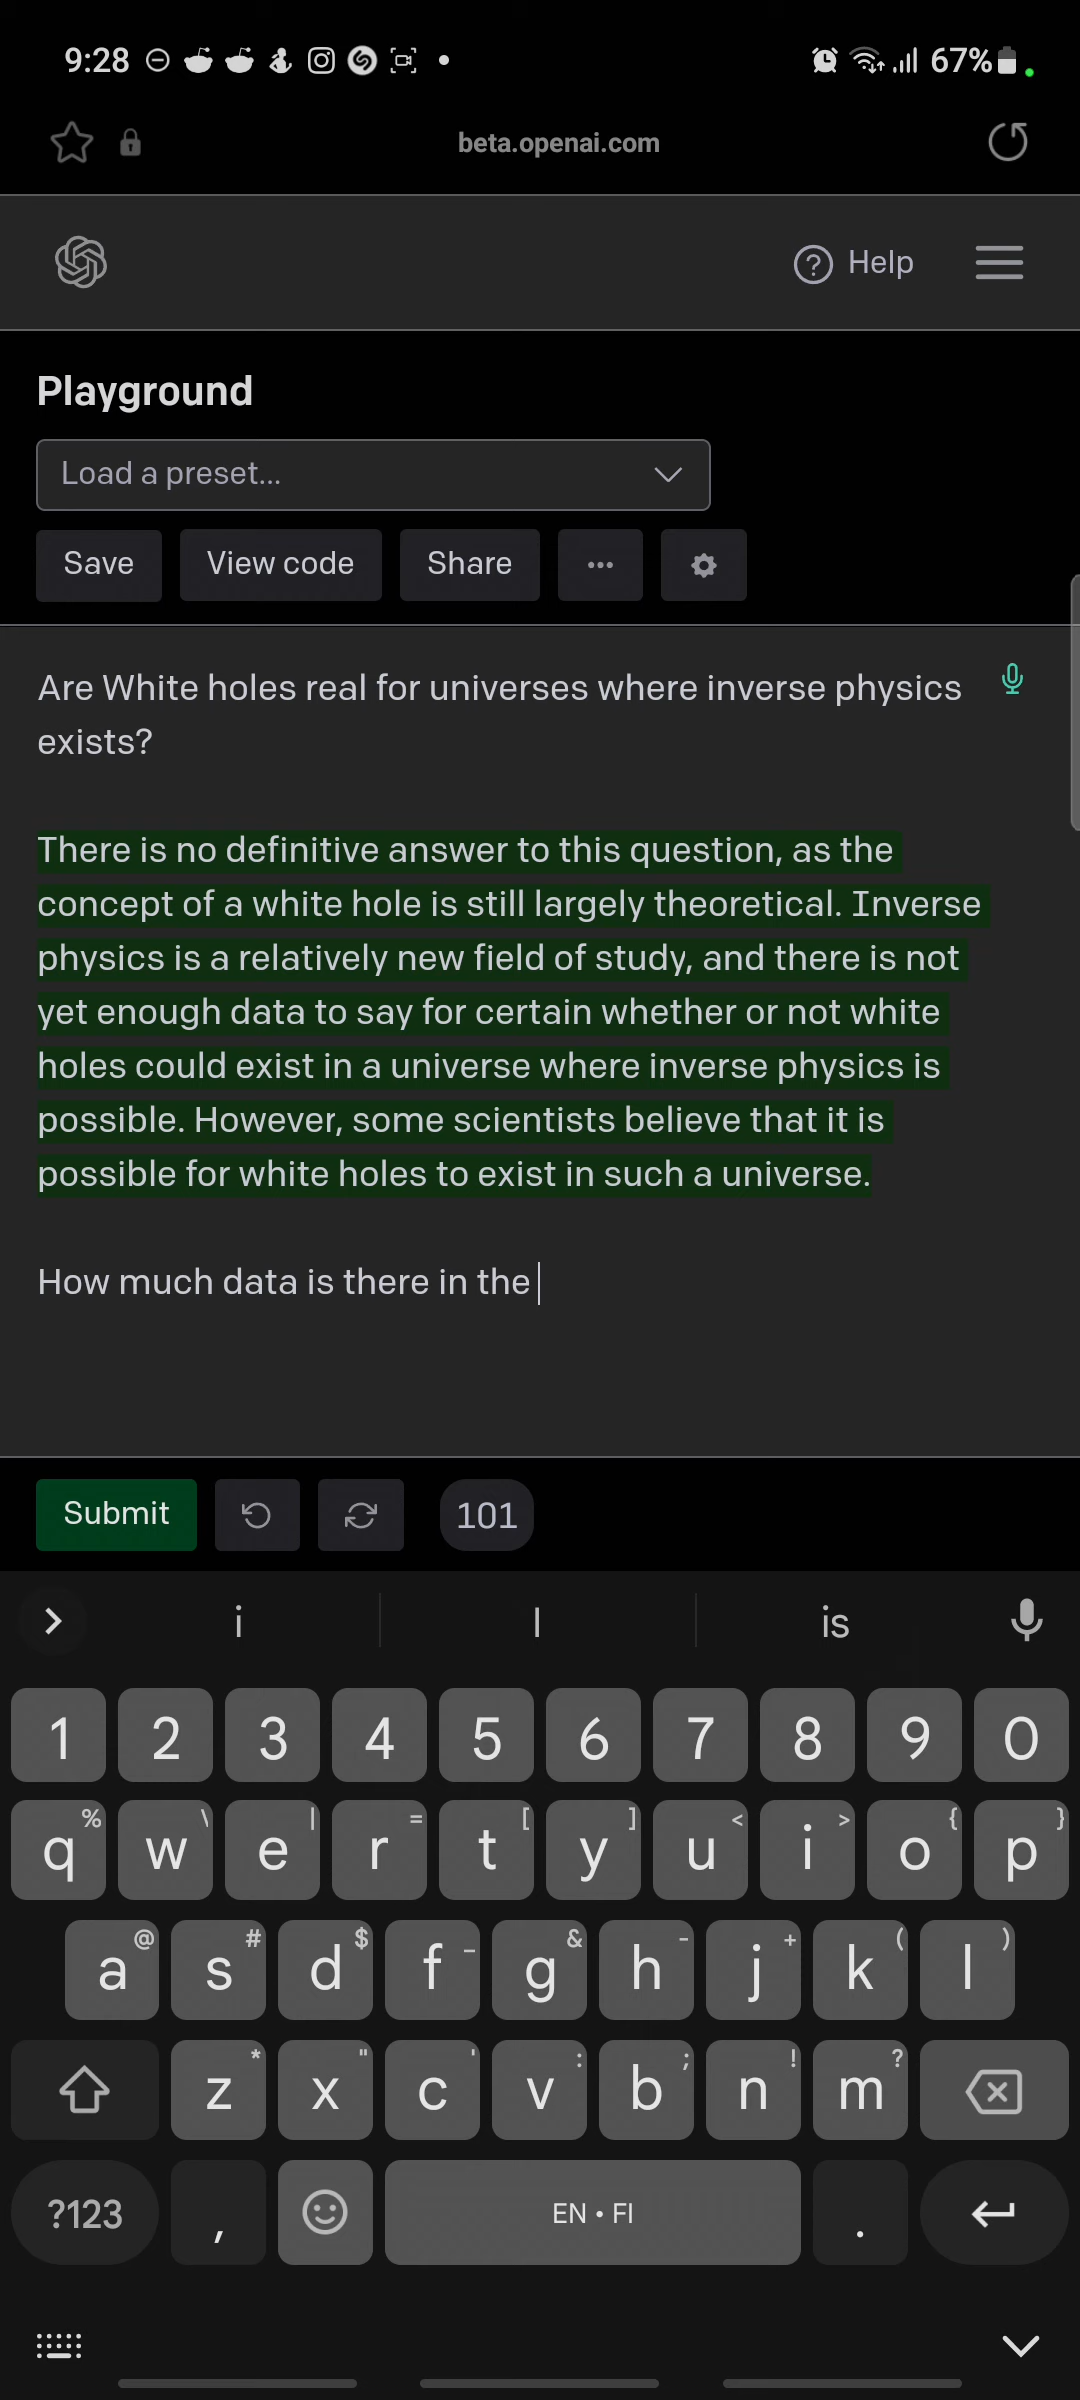 9:28 67%
beta.openai.com
Help
Playground
Load a preset...
Save View code Share ...
Are White holes real for universes where inverse physics
exists?
There is no definitive answer to this question, as the
concept of a white hole is still largely theoretical. Inverse
physics is a relatively new field of study, and there is not
yet enough data to say for certain whether or not white
holes could exist in a universe where inverse physics is
possible. However, some scientists believe that it is
possible for white holes to exist in such a universe.
How much data is there in the
Submit 101
i I is
1 2 3 4 5 6 7 8 9 0
% \ | = [ ] < > { }
q w e r t y u i o p
@ # $ _ & - + ( )
a s d f g h j k l
* " ' : ; ! ?
z x c v b n m
?123 , EN • FI .